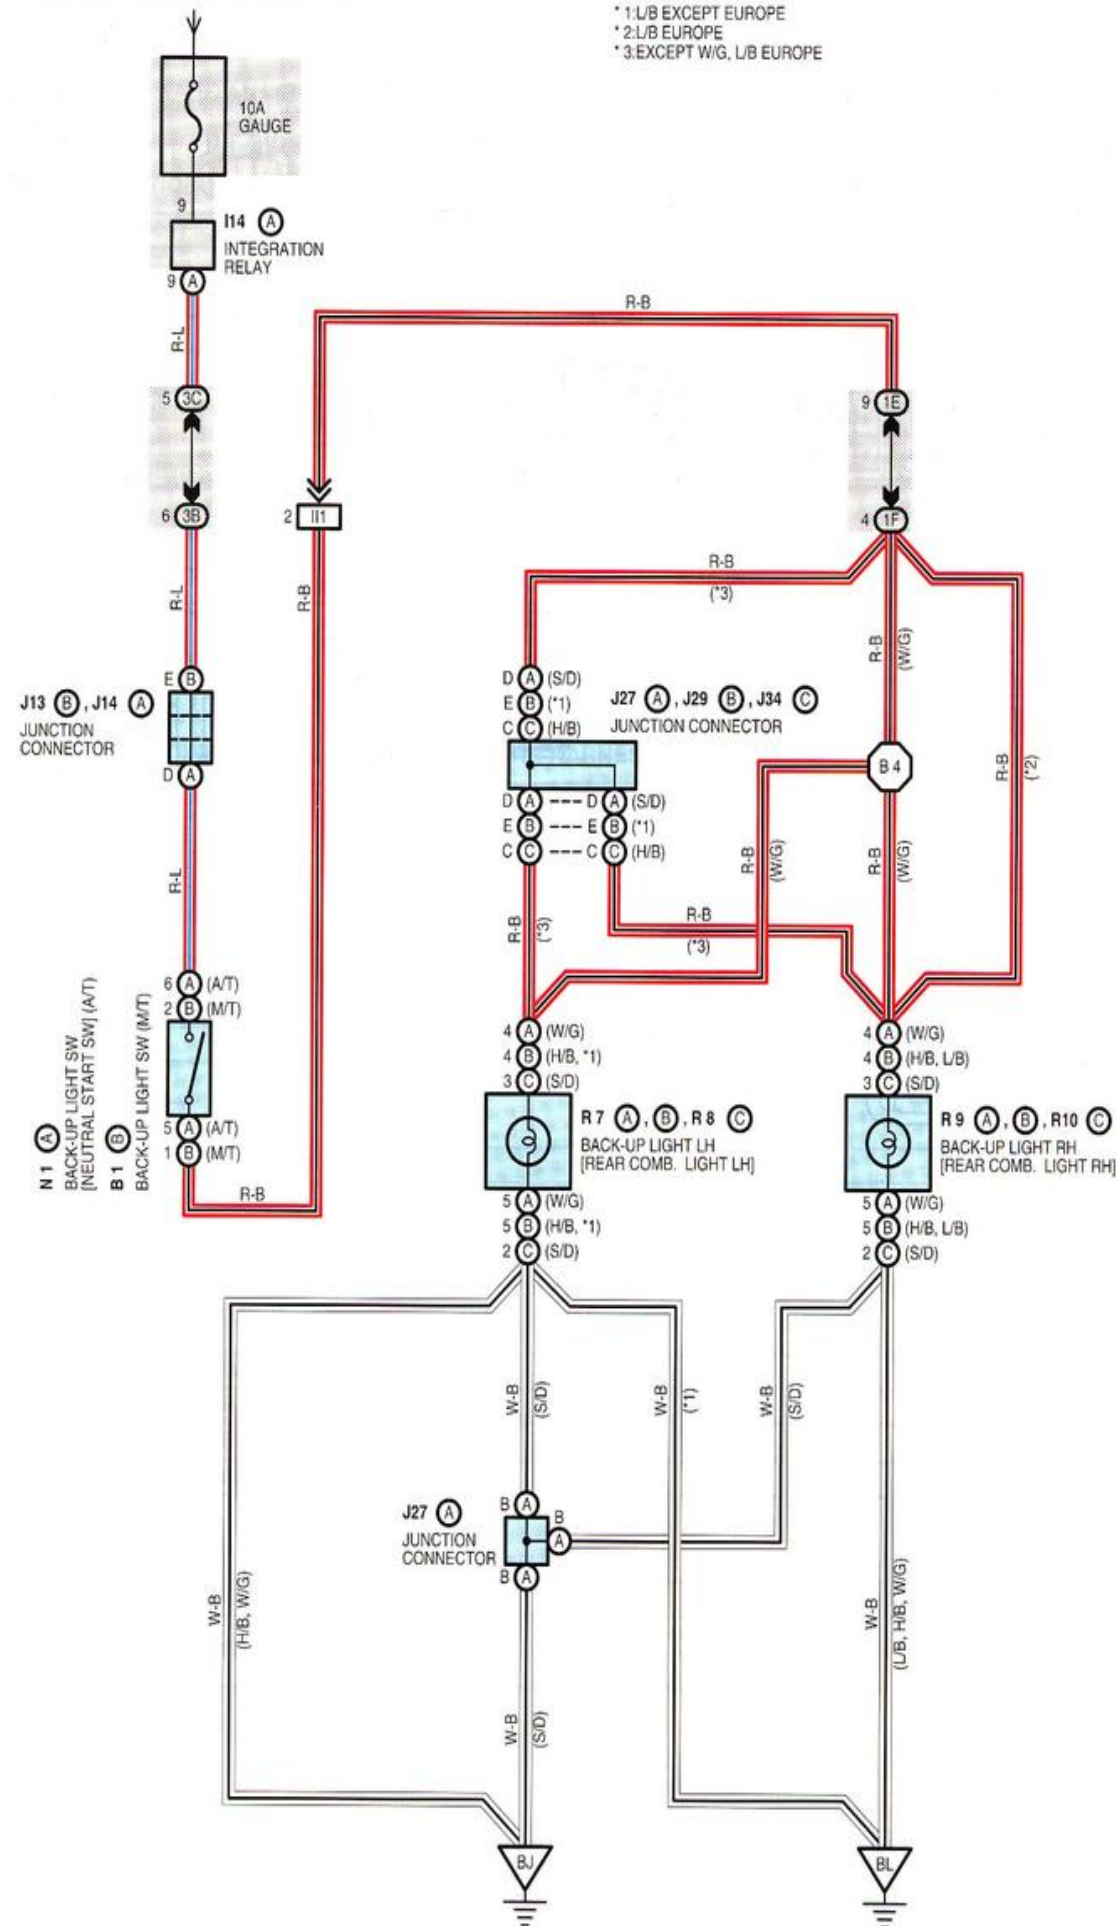 * 1:L/B EXCEPT EUROPE
* 2:L/B EUROPE
* 3:EXCEPT W/G, L/B EUROPE
10A
GAUGE
9
I14 A
INTEGRATION
RELAY
9 A
R-L
R-B
5 3C
9 1E
6 3B
2 II1
4 1F
R-L
R-B
R-B
(*3)
R-B
(W/G)
E B
J13 B , J14 A
JUNCTION
CONNECTOR
D A
D A (S/D)
E B (*1)
C C (H/B)
J27 A , J29 B , J34 C
JUNCTION CONNECTOR
B 4
R-B
(*2)
D A D A (S/D)
E B E B (*1)
C C C C (H/B)
R-L
R-B
(W/G)
R-B
(W/G)
R-B
(*3)
R-B
(*3)
6 A (A/T)
2 B (M/T)
N 1 A
BACK-UP LIGHT SW
[NEUTRAL START SW] (A/T)
B 1 B
BACK-UP LIGHT SW (M/T)
5 A (A/T)
1 B (M/T)
R-B
4 A (W/G)
4 B (H/B, *1)
3 C (S/D)
R 7 A , B , R 8 C
BACK-UP LIGHT LH
[REAR COMB. LIGHT LH]
5 A (W/G)
5 B (H/B, *1)
2 C (S/D)
4 A (W/G)
4 B (H/B, L/B)
3 C (S/D)
R 9 A , B , R10 C
BACK-UP LIGHT RH
[REAR COMB. LIGHT RH]
5 A (W/G)
5 B (H/B, L/B)
2 C (S/D)
W-B
(S/D)
W-B
(*1)
W-B
(S/D)
J27 A
JUNCTION
CONNECTOR
B A
B
A
B A
W-B
(H/B, W/G)
W-B
(S/D)
W-B
(L/B, H/B, W/G)
BJ
BL